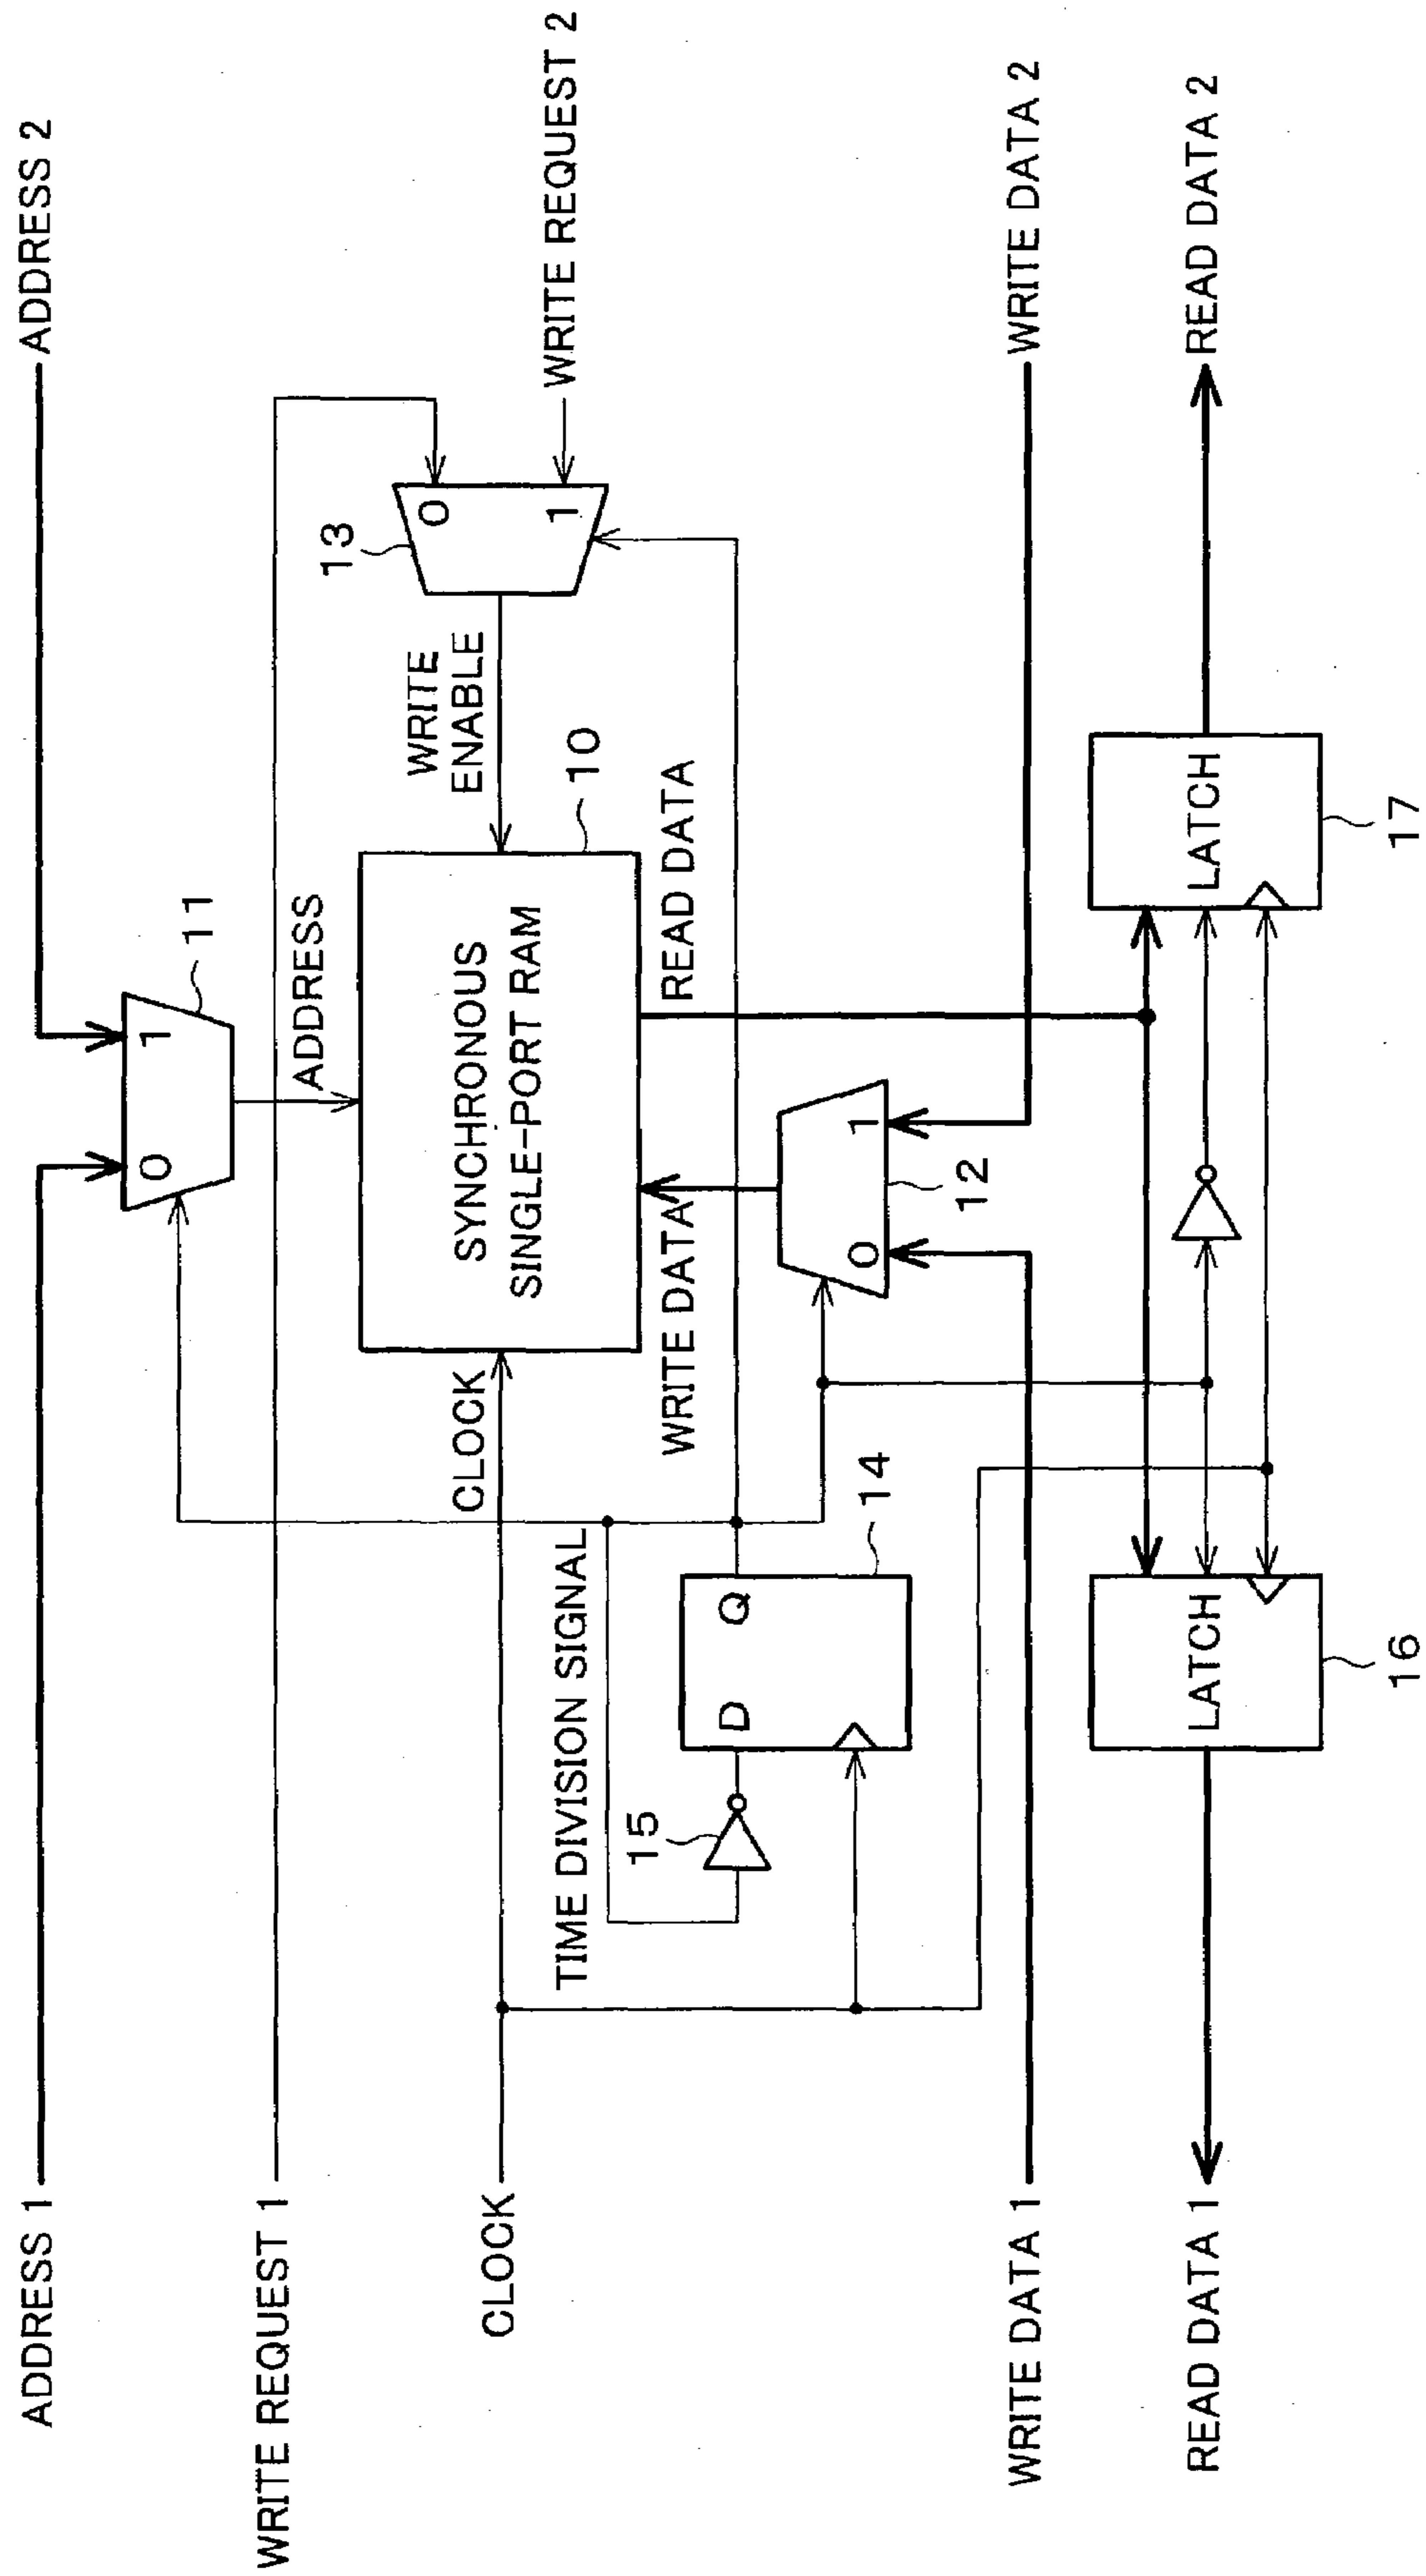 ADDRESS 1
ADDRESS 2
0
1
11
WRITE REQUEST 1
ADDRESS
13
0
1
WRITE REQUEST 2
CLOCK
CLOCK
SYNCHRONOUS
SINGLE-PORT RAM
10
WRITE
ENABLE
TIME DIVISION SIGNAL
15
D
Q
14
WRITE DATA
READ DATA
0
1
12
WRITE DATA 1
WRITE DATA 2
READ DATA 1
LATCH
16
LATCH
17
READ DATA 2